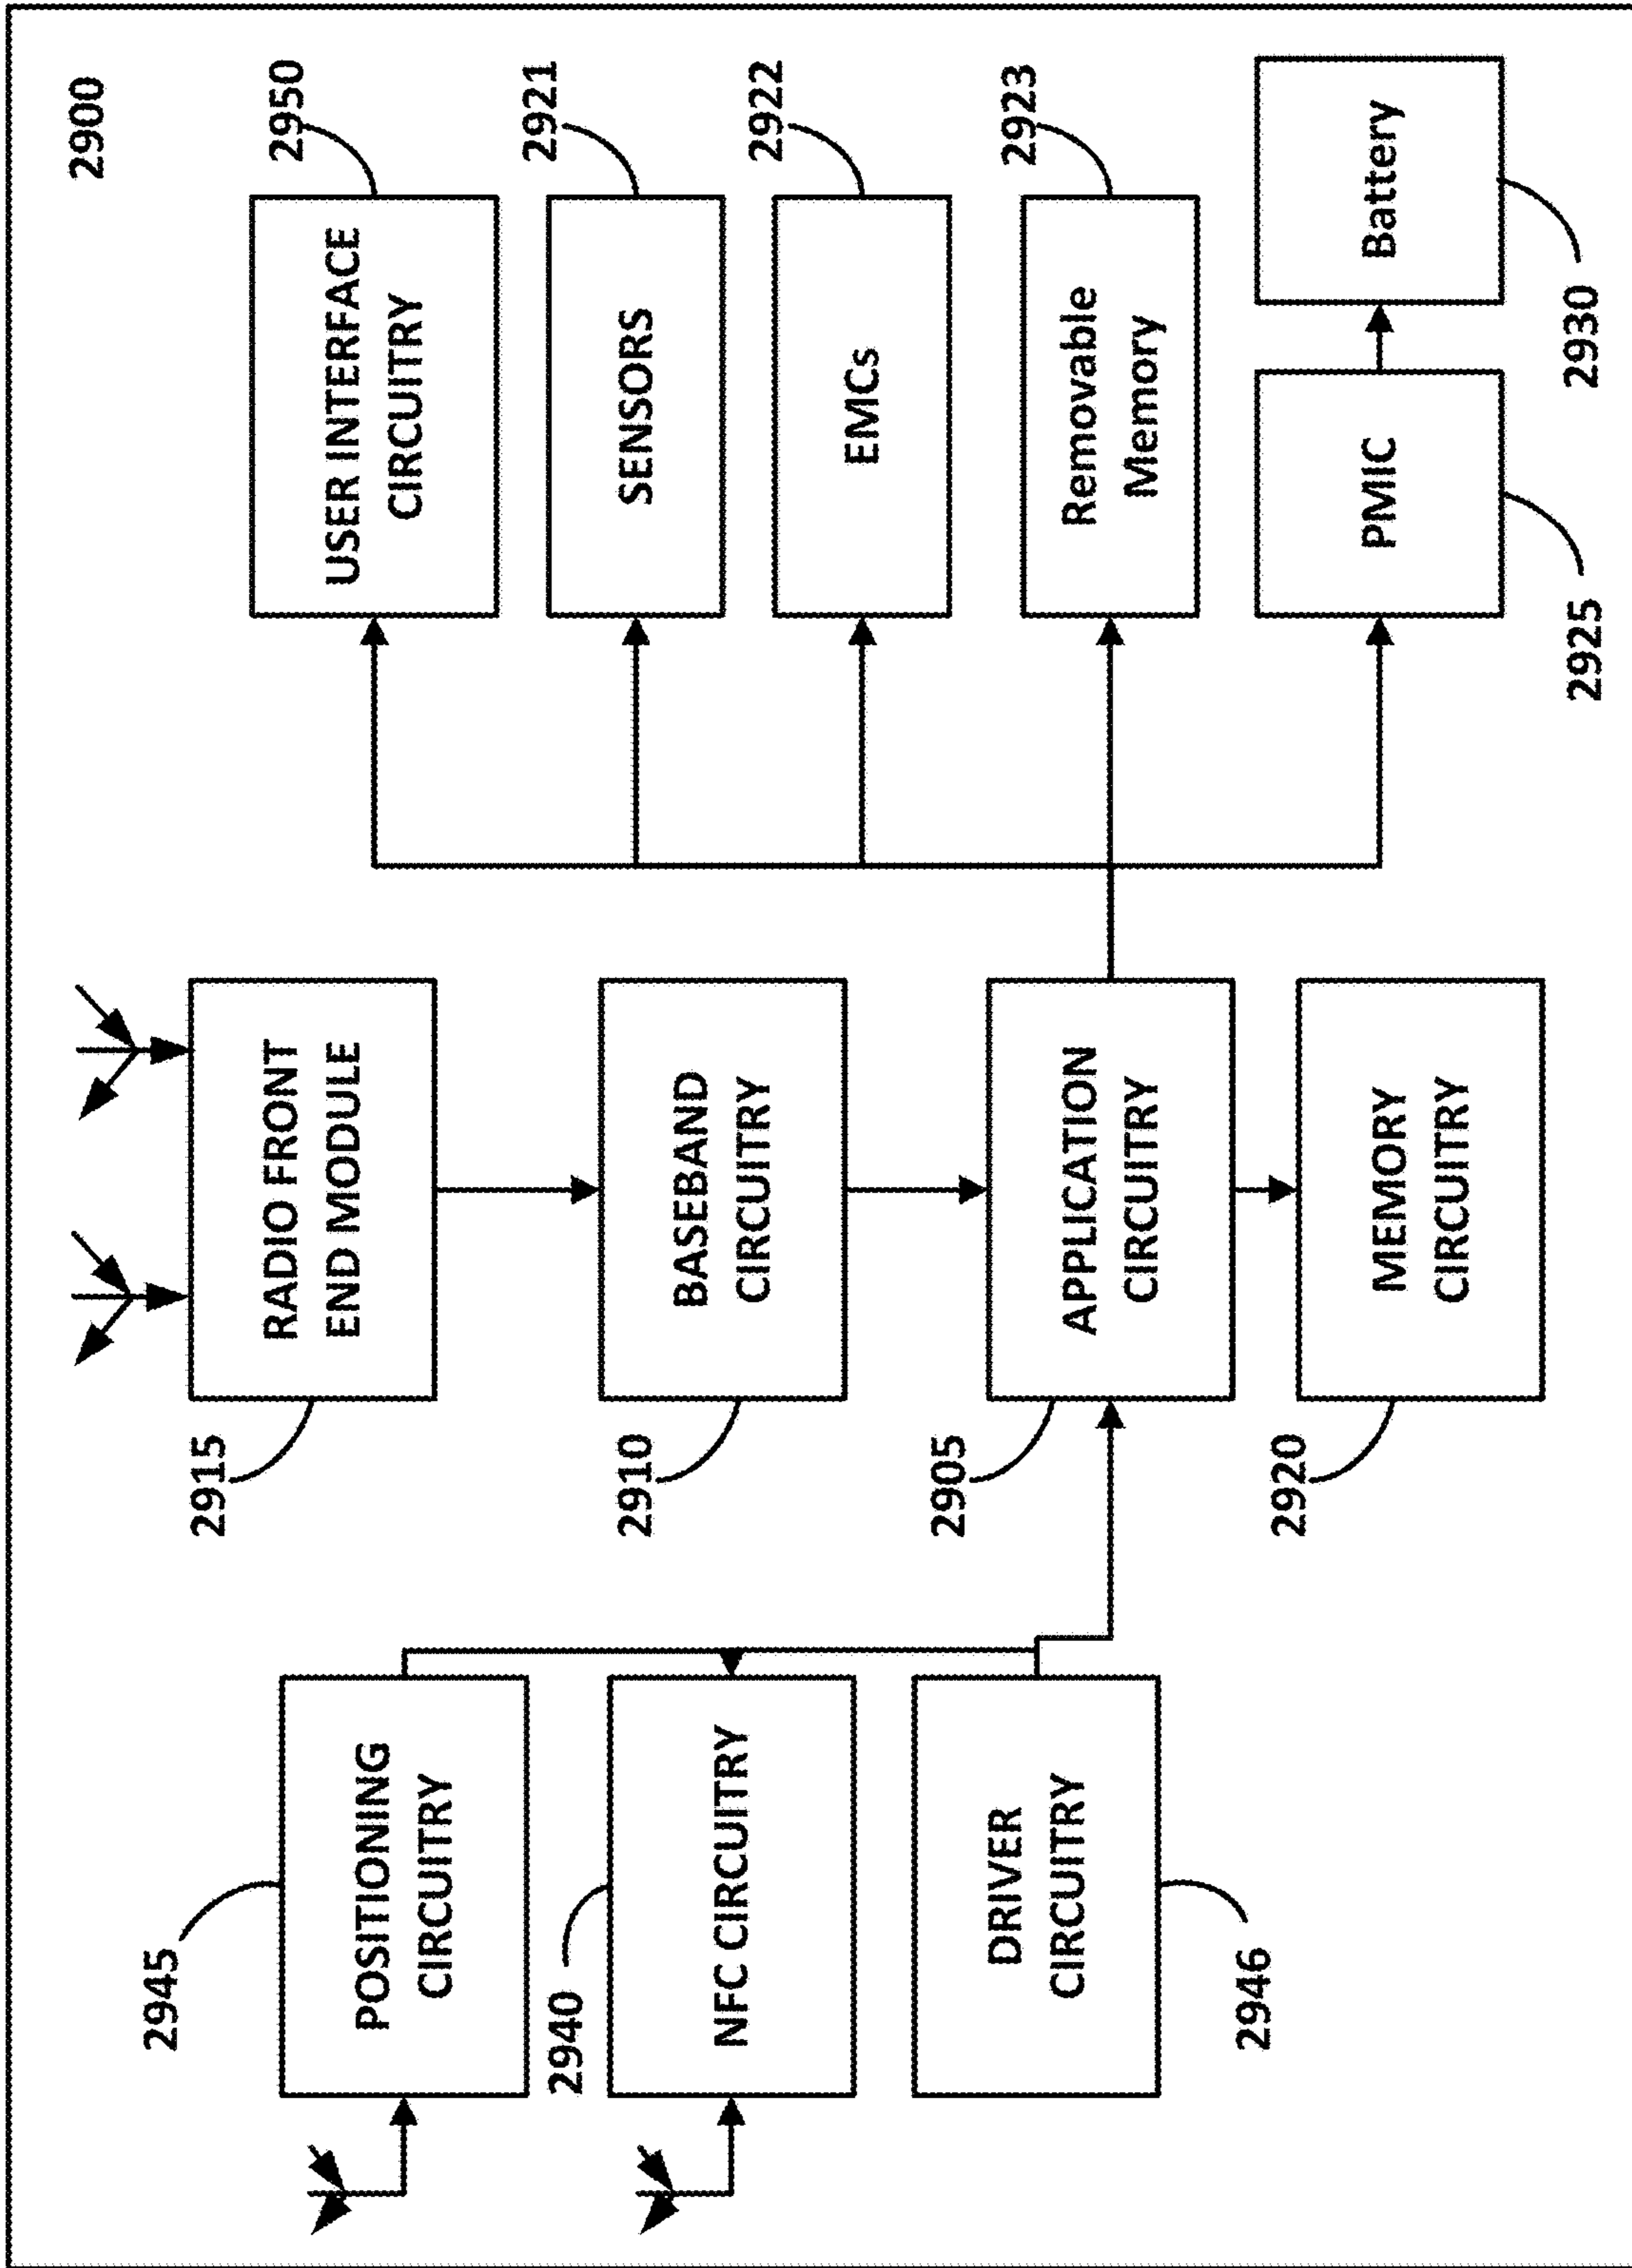 2900
2945
POSITIONING
CIRCUITRY
2940
NFC CIRCUITRY
DRIVER
CIRCUITRY
2946
2915
RADIO FRONT
END MODULE
2910
BASEBAND
CIRCUITRY
2905
APPLICATION
CIRCUITRY
2920
MEMORY
CIRCUITRY
2950
USER INTERFACE
CIRCUITRY
2921
SENSORS
2922
EMCs
2923
Removable
Memory
PMIC
2925
Battery
2930